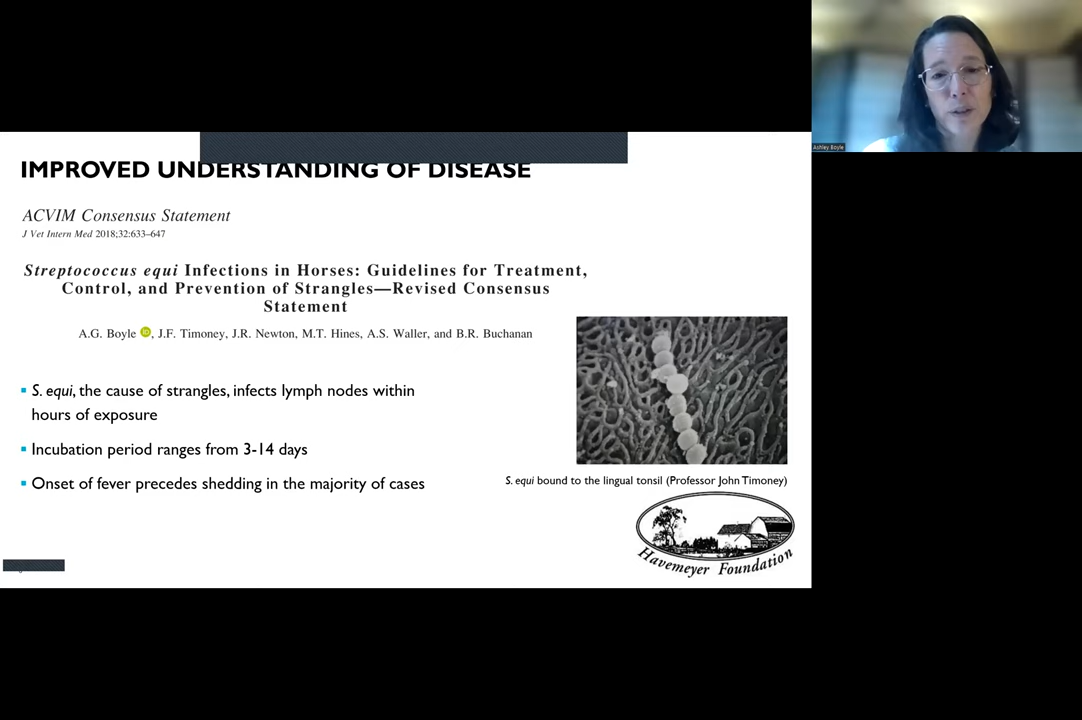 Ashley Boyle
IMPROVED UNDERSTANDING OF DISEASE
ACVIM Consensus Statement
J Vet Intern Med 2018;32:633–647
Streptococcus equi Infections in Horses: Guidelines for Treatment,
Control, and Prevention of Strangles—Revised Consensus
Statement
A.G. Boyle iD, J.F. Timoney, J.R. Newton, M.T. Hines, A.S. Waller, and B.R. Buchanan
▪ S. equi, the cause of strangles, infects lymph nodes within
hours of exposure
▪ Incubation period ranges from 3-14 days
▪ Onset of fever precedes shedding in the majority of cases
S. equi bound to the lingual tonsil (Professor John Timoney)
Havemeyer Foundation